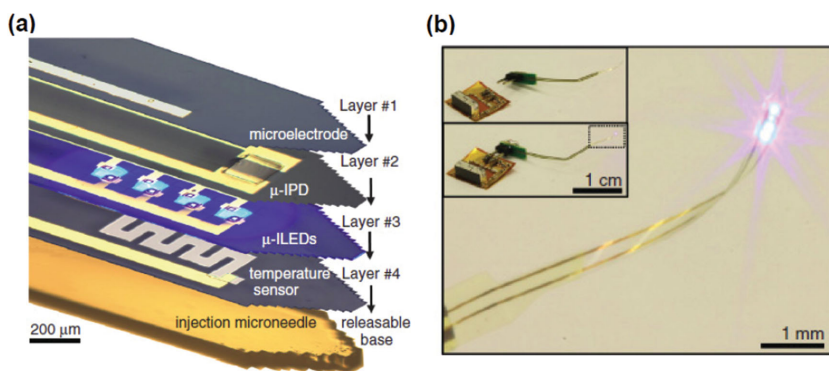 (a)
Layer #1
microelectrode
Layer #2
μ-IPD
Layer #3
μ-ILEDs
temperature
sensor
Layer #4
injection microneedle
releasable
base
200 μm
(b)
1 cm
1 mm